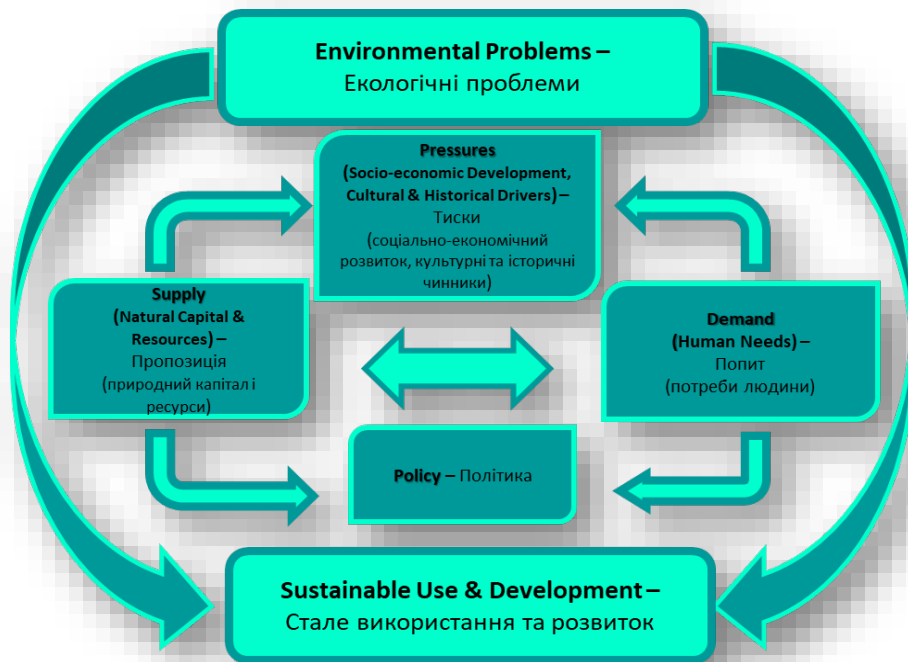 Environmental Problems –
Екологічні проблеми
Pressures
(Socio-economic Development,
Cultural & Historical Drivers) –
Тиски
(соціально-економічний
розвиток, культурні та історичні
чинники)
Supply
(Natural Capital &
Resources) –
Пропозиція
(природний капітал і
ресурси)
Demand
(Human Needs) –
Попит
(потреби людини)
Policy – Політика
Sustainable Use & Development –
Стале використання та розвиток